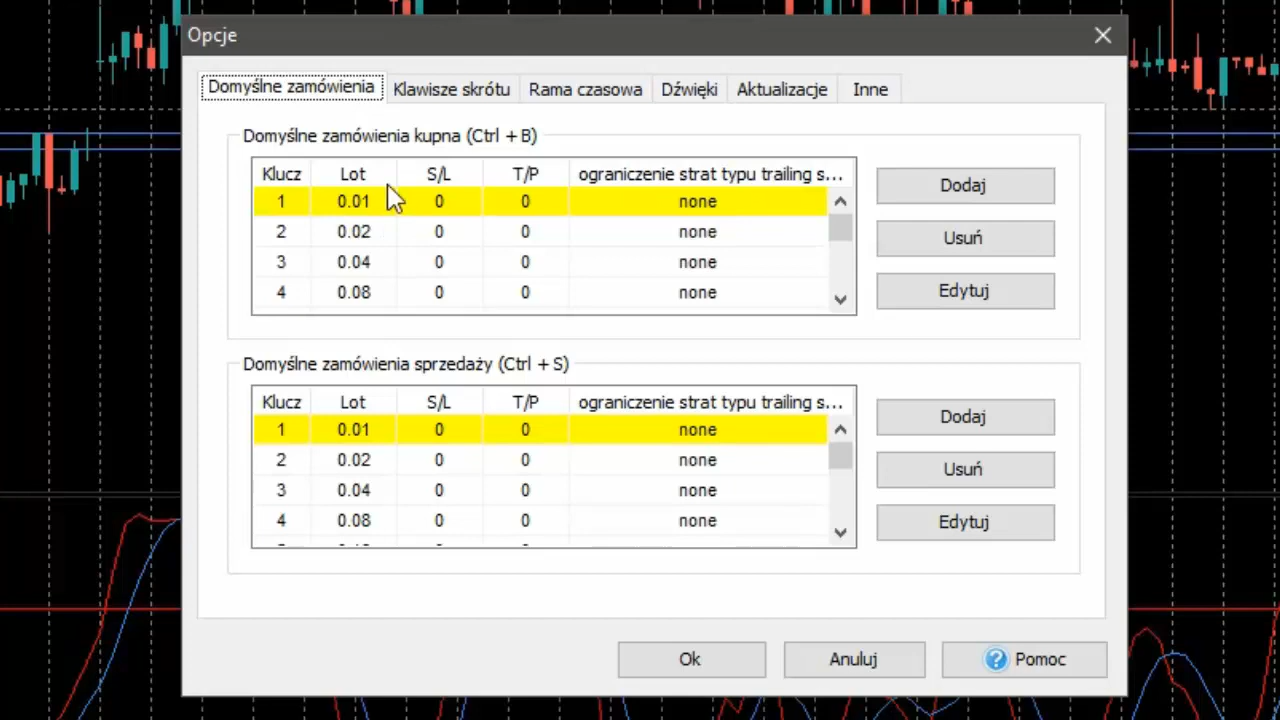 Opcje
Domyślne zamówienia Klawisze skrótu Rama czasowa Dźwięki Aktualizacje Inne
Domyślne zamówienia kupna (Ctrl + B)
Klucz Lot S/L T/P ograniczenie strat typu trailing s...
1 0.01 0 0 none
2 0.02 0 0 none
3 0.04 0 0 none
4 0.08 0 0 none
Dodaj
Usuń
Edytuj
Domyślne zamówienia sprzedaży (Ctrl + S)
Klucz Lot S/L T/P ograniczenie strat typu trailing s...
1 0.01 0 0 none
2 0.02 0 0 none
3 0.04 0 0 none
4 0.08 0 0 none
Dodaj
Usuń
Edytuj
Ok Anuluj Pomoc